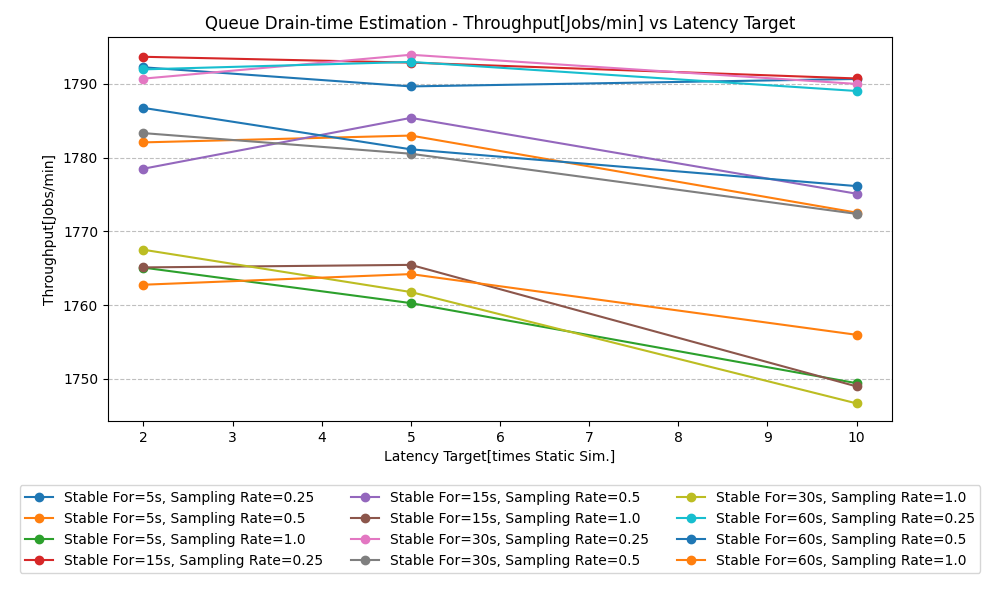 Queue Drain-time Estimation - Throughput[Jobs/min] vs Latency Target
Throughput[Jobs/min]
1790
1780
1770
1760
1750
2 3 4 5 6 7 8 9 10
Latency Target[times Static Sim.]
Stable For=5s, Sampling Rate=0.25
Stable For=5s, Sampling Rate=0.5
Stable For=5s, Sampling Rate=1.0
Stable For=15s, Sampling Rate=0.25
Stable For=15s, Sampling Rate=0.5
Stable For=15s, Sampling Rate=1.0
Stable For=30s, Sampling Rate=0.25
Stable For=30s, Sampling Rate=0.5
Stable For=30s, Sampling Rate=1.0
Stable For=60s, Sampling Rate=0.25
Stable For=60s, Sampling Rate=0.5
Stable For=60s, Sampling Rate=1.0